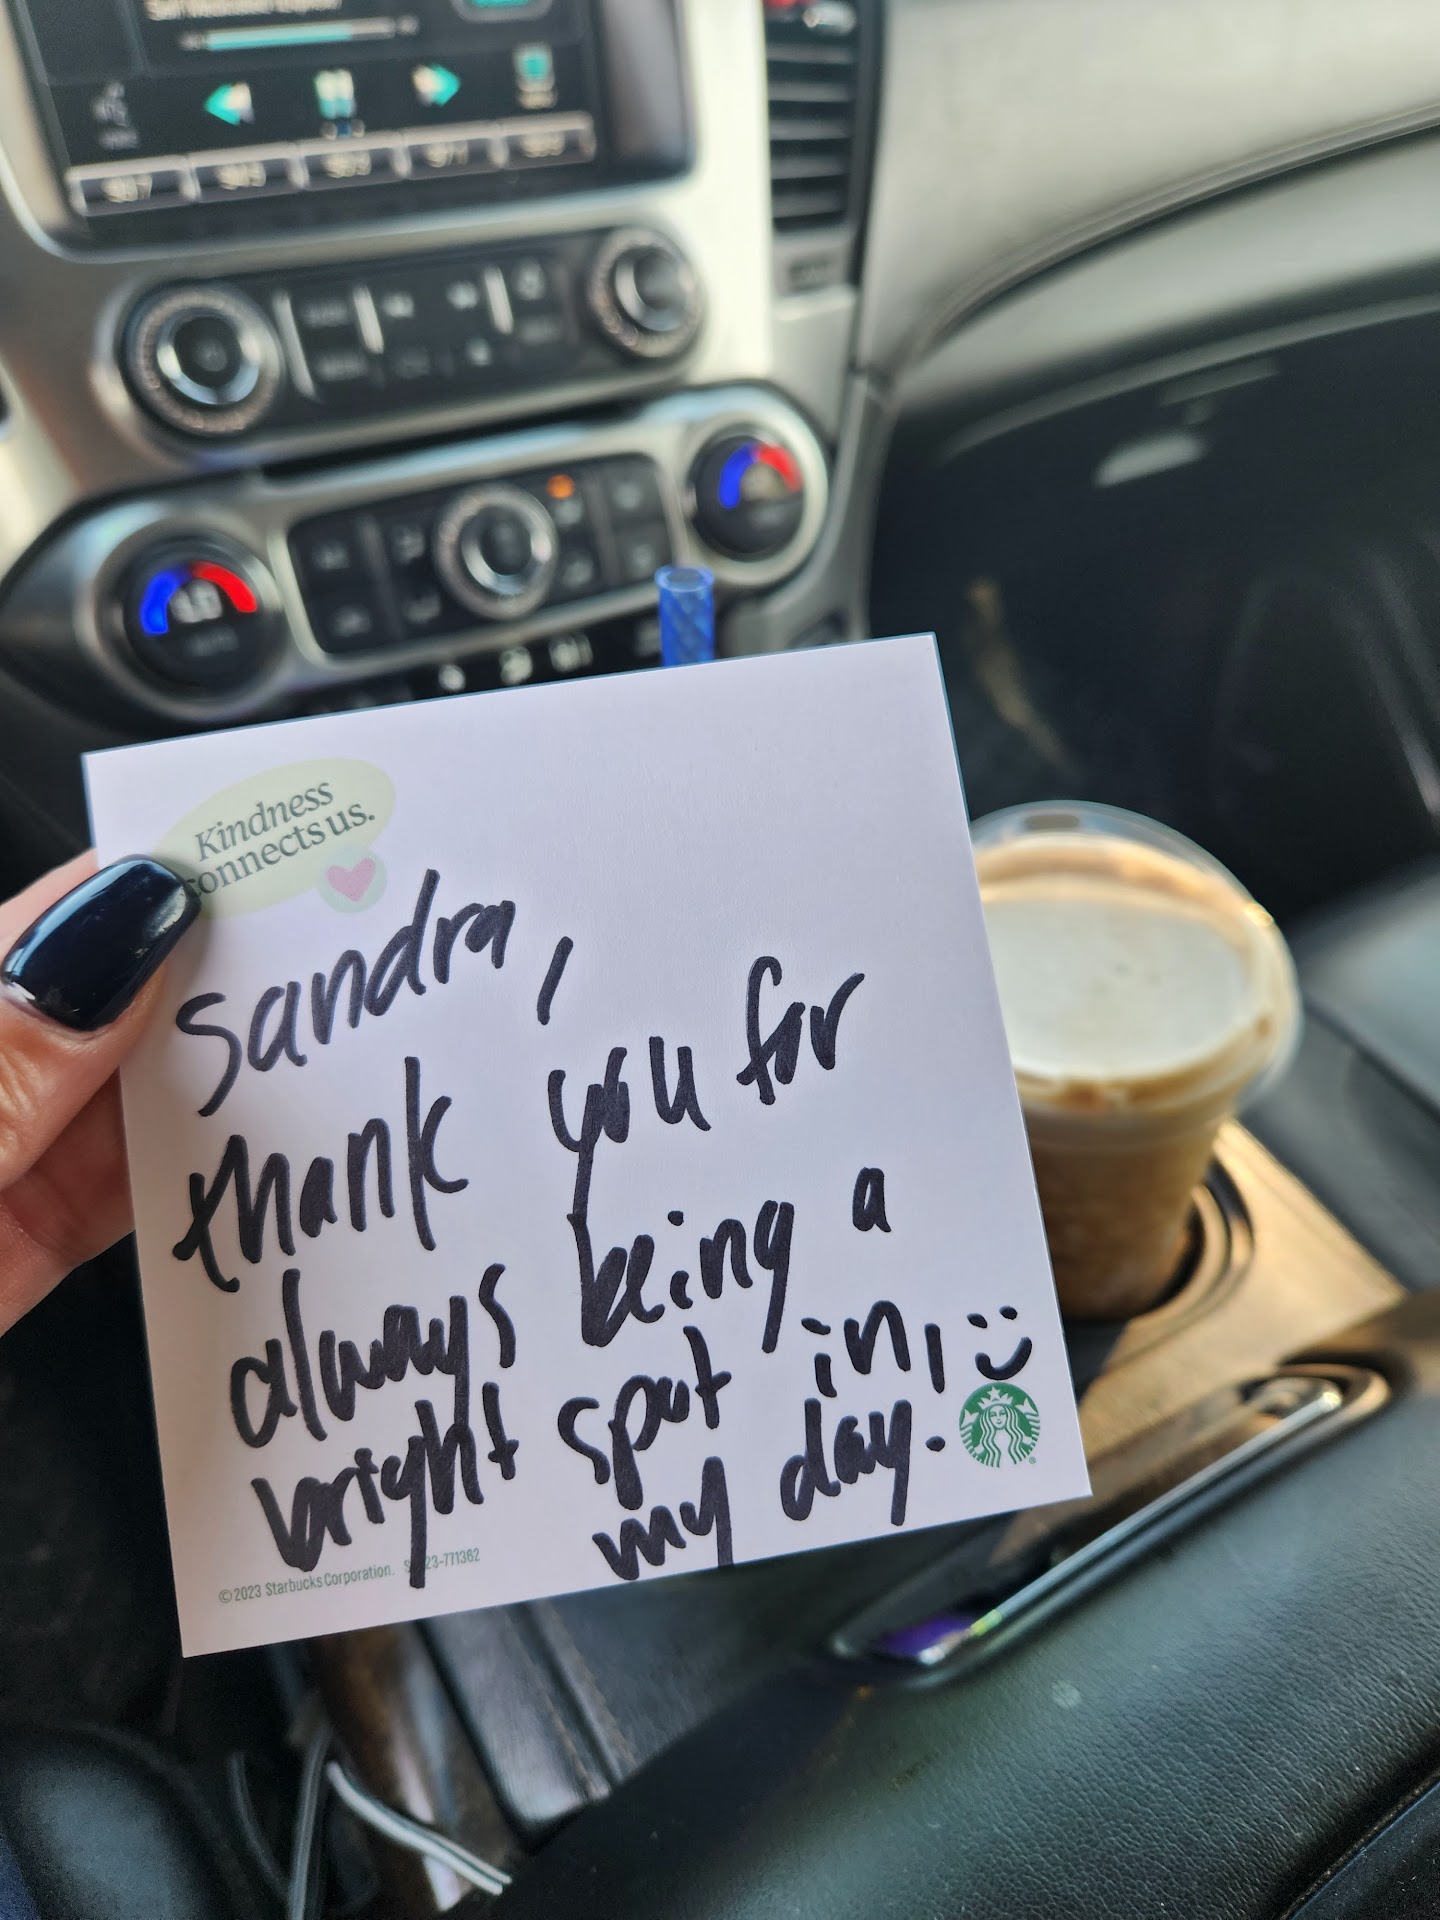 Kindness
connects us.
Sandra,
thank you for
always being a
bright spot in
my day! :)
© 2023 Starbucks Corporation.